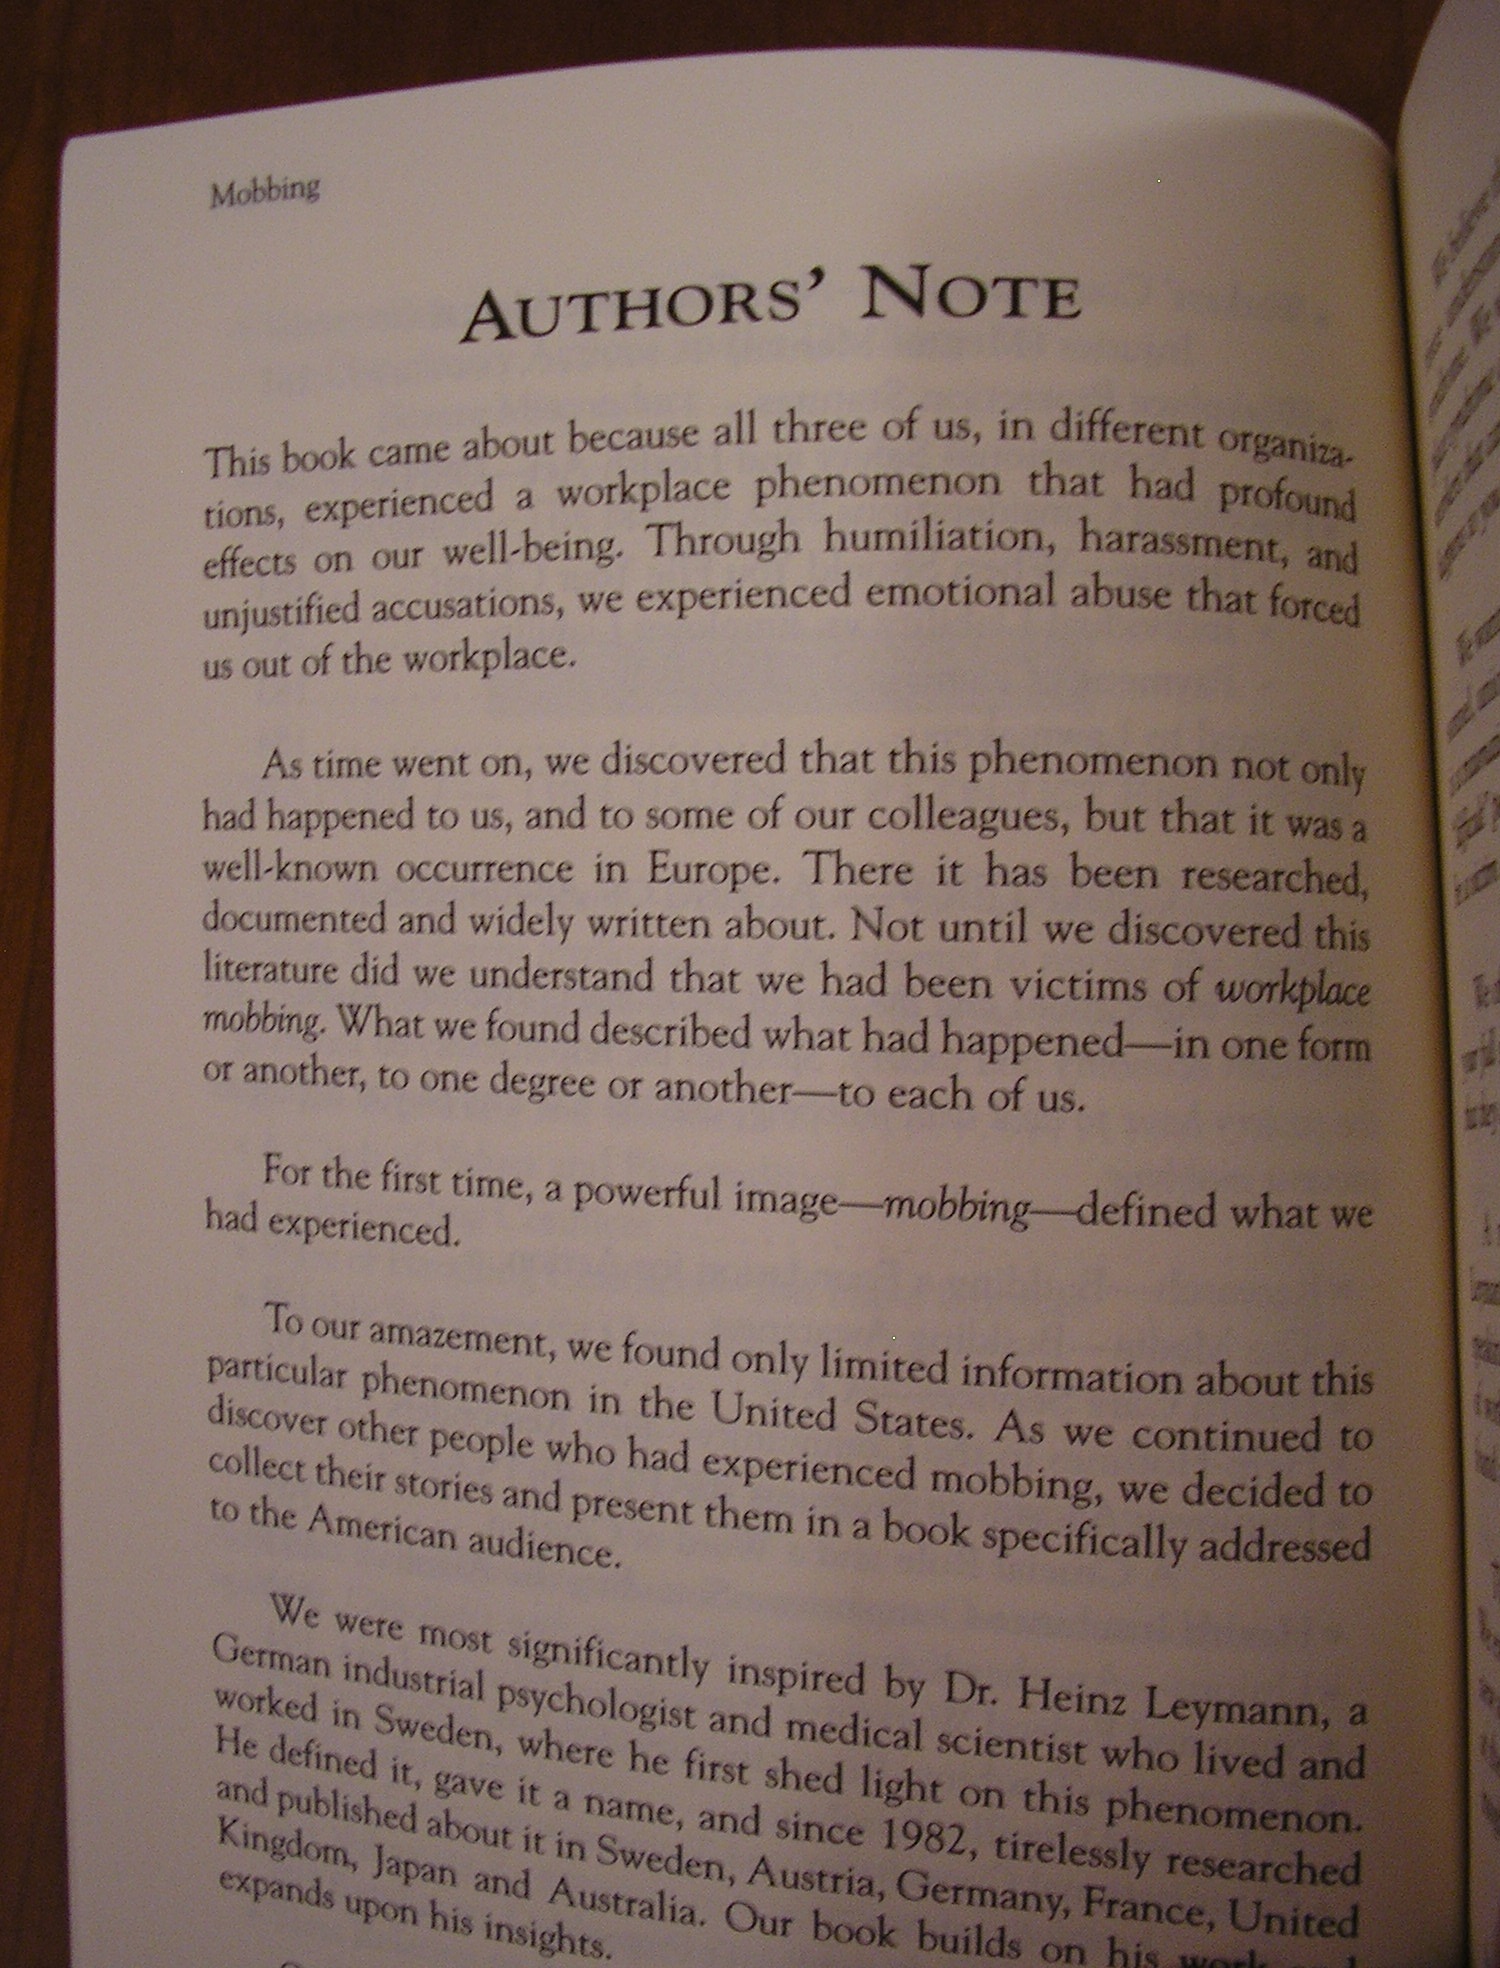 Mobbing
AUTHORS' NOTE
This book came about because all three of us, in different organiza-
tions, experienced a workplace phenomenon that had profound
effects on our well-being. Through humiliation, harassment, and
unjustified accusations, we experienced emotional abuse that forced
us out of the workplace.
As time went on, we discovered that this phenomenon not only
had happened to us, and to some of our colleagues, but that it was a
well-known occurrence in Europe. There it has been researched,
documented and widely written about. Not until we discovered this
literature did we understand that we had been victims of workplace
mobbing. What we found described what had happened—in one form
or another, to one degree or another—to each of us.
For the first time, a powerful image—mobbing—defined what we
had experienced.
To our amazement, we found only limited information about this
particular phenomenon in the United States. As we continued to
discover other people who had experienced mobbing, we decided to
collect their stories and present them in a book specifically addressed
to the American audience.
We were most significantly inspired by Dr. Heinz Leymann, a
German industrial psychologist and medical scientist who lived and
worked in Sweden, where he first shed light on this phenomenon.
He defined it, gave it a name, and since 1982, tirelessly researched
and published about it in Sweden, Austria, Germany, France, United
Kingdom, Japan and Australia. Our book builds on his work and
expands upon his insights.